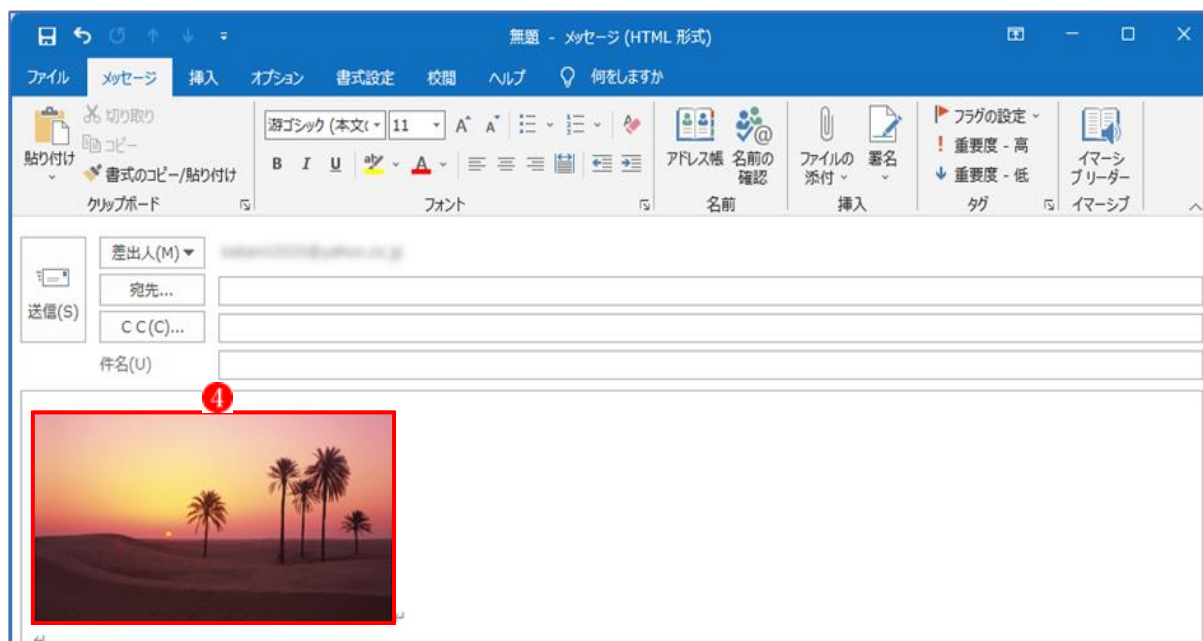 無題 - メッセージ (HTML 形式)
ファイル メッセージ 挿入 オプション 書式設定 校閲 ヘルプ 何をしますか
貼り付け
切り取り
コピー
書式のコピー/貼り付け
クリップボード
游ゴシック (本文( 11
A A
B I U aby A
フォント
アドレス帳 名前の
確認
名前
ファイルの
添付
署名
挿入
フラグの設定
重要度 - 高
重要度 - 低
タグ
イマーシ
ブ リーダー
イマーシブ
送信(S)
差出人(M)
宛先...
C C(C)...
件名(U)
4